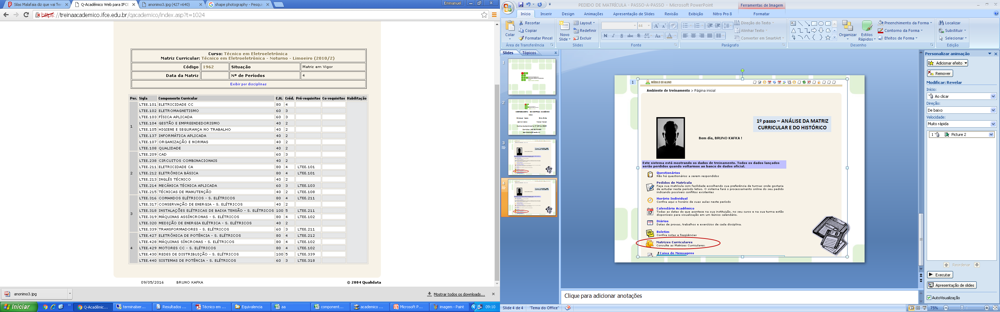 Silas Malafaia diz que vai 'fer
Q-Acadêmico Web para IFCE
anonimo3.jpg (427×640)
shape photography - Pesqui
Emmanuel
https://treinaacademico.ifce.edu.br/qacademico/index.asp?t=1024
Curso: Técnico em Eletroeletrônica
Matriz Curricular: Técnico em Eletroeletrônica - Noturno - Limoeiro (2010/2)
Código 1962 Situação Matriz em Vigor
Data da Matriz Nº de Períodos 4
Exibir por disciplinas
Per. Sigla Componente Curricular C.H. Créd. Pré-requisitos Co-requisitos Habilitação
1
LTEE.101 ELETRICIDADE CC 80 4
LTEE.102 ELETROMAGNETISMO 60 3
LTEE.103 FÍSICA APLICADA 60 3
LTEE.104 GESTÃO E EMPREENDEDORISMO 40 2
LTEE.105 HIGIENE E SEGURANÇA NO TRABALHO 40 2
LTEE.137 INFORMÁTICA APLICADA 40 2
LTEE.107 ORGANIZAÇÃO E NORMAS 40 2
LTEE.108 QUALIDADE 40 2
2
LTEE.209 CAD 60 3
LTEE.238 CIRCUITOS COMBINACIONAIS 40 2
LTEE.211 ELETRICIDADE CA 80 4 LTEE.101
LTEE.212 ELETRÔNICA BÁSICA 80 4 LTEE.101
LTEE.213 INGLÊS TÉCNICO 40 2
LTEE.214 MECÂNICA TÉCNICA APLICADA 60 3 LTEE.103
LTEE.215 TÉCNICAS DE MANUTENÇÃO 40 2 LTEE.108
3
LTEE.316 COMANDOS ELÉTRICOS - S. ELÉTRICOS 80 4 LTEE.211
LTEE.317 CONSERVAÇÃO DE ENERGIA - S. ELÉTRICOS 40 2
LTEE.318 INSTALAÇÕES ELÉTRICAS DE BAIXA TENSÃO - S. ELÉTRICOS 100 5 LTEE.211
LTEE.319 MÁQUINAS ASSÍNCRONAS - S. ELÉTRICOS 80 4 LTEE.102
LTEE.320 MEDIÇÃO DE ENERGIA ELÉTRICA - S. ELÉTRICOS 40 2
LTEE.339 TRANSFORMADORES - S. ELÉTRICOS 60 3 LTEE.211
4
LTEE.427 ELETRÔNICA DE POTÊNCIA - S. ELÉTRICOS 80 4 LTEE.212
LTEE.428 MÁQUINAS SÍNCRONAS - S. ELÉTRICOS 80 4 LTEE.102
LTEE.429 MOTORES CC - S. ELÉTRICOS 80 4 LTEE.102
LTEE.430 REDES DE DISTRIBUIÇÃO - S. ELÉTRICOS 100 5 LTEE.339
LTEE.440 SISTEMAS DE POTÊNCIA - S. ELÉTRICOS 60 3 LTEE.318
09/05/2016 BRUNO KAFKA © 2004 Qualidata
anonimo3.jpg
Mostrar todos os downloads...
Iniciar
Q-Acadêmic...
terminalser...
Resultados ...
Técnico em ...
Equivalencia
aa
component...
academico ...
Microsoft P...
imagem - Paint
09:10
PEDIDO DE MATRÍCULA - PASSO-A-PASSO - Microsoft PowerPoint
Ferramentas de Imagem
Início Inserir Design Animações Apresentação de Slides Revisão Exibição Nitro Pro 8 Formatar
Colar
Recortar
Copiar
Formatar Pincel
Área de Transferência
Novo Slide
Layout
Redefinir
Excluir
Slides
44
Fonte
Direção do Texto
Alinhar Texto
Converter em SmartArt
Parágrafo
Organizar
Estilos Rápidos
Preenchimento da Forma
Contorno da Forma
Efeitos de Forma
Desenho
Localizar
Substituir
Selecionar
Edição
Slides Tópicos
1
2
3
4
1
MÓDULO DO ALUNO
Ambiente de treinamento > Página inicial
1º passo – ANÁLISE DA MATRIZ
CURRICULAR E DO HISTÓRICO
Bom dia, BRUNO KAFKA !
Este sistema está mostrando os dados de treinamento. Todos os dados lançados
serão perdidos quando voltarmos ao banco de dados oficial.
Questionários
Não há questionários a serem respondidos
Pedidos de Matrícula
Faça sua matrícula com facilidade escolhendo sua preferência de turmas onde gostaria
de estudar neste período letivo. O sistema fará o processamento online do seu pedido
indicando possíveis conflitos existentes
Horário Individual
Confira aqui o horário de suas aulas neste período
Calendário Acadêmico
Todas as datas do que acontece na sua instituição, no seu curso e na sua turma estão
disponíveis para visualização em um único calendário.
Diários
Datas de provas, trabalhos e exercícios de cada disciplina.
Boletim
Confira notas e freqüências
Matrizes Curriculares
Consulte as Matrizes Curriculares.
Caixa de Mensagens
Personalizar animação
Adicionar efeito
Remover
Modificar: Revelar
Início:
Ao clicar
Direção:
De baixo
Velocidade:
Muito rápida
1 Picture 2
Reordenar
Executar
Apresentação de slides
AutoVisualização
Clique para adicionar anotações
Slide 4 de 4 "Tema do Office" 75%